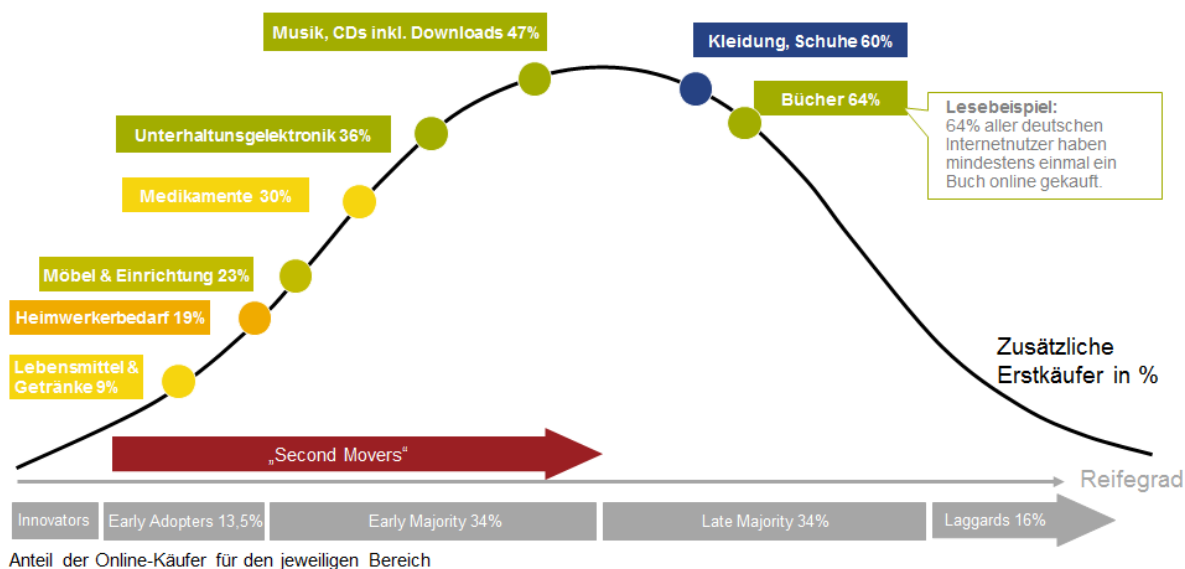 Musik, CDs inkl. Downloads 47%
Kleidung, Schuhe 60%
Bücher 64%
Lesebeispiel:
64% aller deutschen
Internetnutzer haben
mindestens einmal ein
Buch online gekauft.
Unterhaltunsgelektronik 36%
Medikamente 30%
Möbel & Einrichtung 23%
Heimwerkerbedarf 19%
Lebensmittel &
Getränke 9%
Zusätzliche
Erstkäufer in %
„Second Movers“
Reifegrad
Innovators
Early Adopters 13,5%
Early Majority 34%
Late Majority 34%
Laggards 16%
Anteil der Online-Käufer für den jeweiligen Bereich